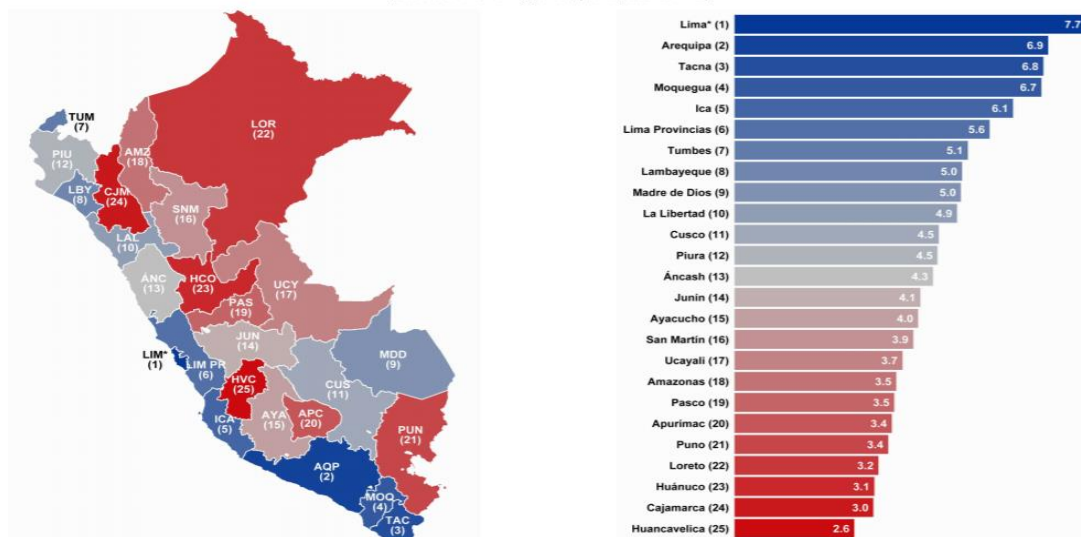 TUM
(7)
PIU
(12)
LBY
(8)
CJM
(24)
AMZ
(18)
LOR
(22)
SNM
(16)
LAL
(10)
ÁNC
(13)
HCO
(23)
UCY
(17)
PAS
(19)
JUN
(14)
LIM*
(1)
LIM PR
(6)
HVC
(25)
MDD
(9)
CUS
(11)
ICA
(5)
AYA
(15)
APC
(20)
PUN
(21)
AQP
(2)
MOQ
(4)
TAC
(3)
Lima* (1) 7.7
Arequipa (2) 6.9
Tacna (3) 6.8
Moquegua (4) 6.7
Ica (5) 6.1
Lima Provincias (6) 5.6
Tumbes (7) 5.1
Lambayeque (8) 5.0
Madre de Dios (9) 5.0
La Libertad (10) 4.9
Cusco (11) 4.5
Piura (12) 4.5
Áncash (13) 4.3
Junín (14) 4.1
Ayacucho (15) 4.0
San Martín (16) 3.9
Ucayali (17) 3.7
Amazonas (18) 3.5
Pasco (19) 3.5
Apurímac (20) 3.4
Puno (21) 3.4
Loreto (22) 3.2
Huánuco (23) 3.1
Cajamarca (24) 3.0
Huancavelica (25) 2.6